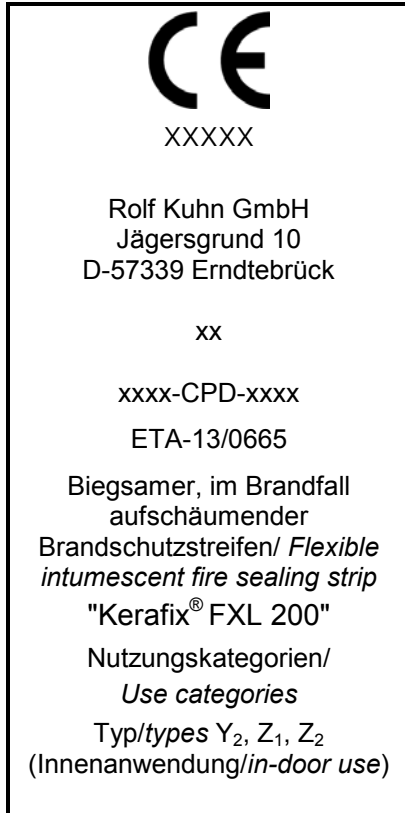 CE
XXXXX
Rolf Kuhn GmbH
Jägersgrund 10
D-57339 Erndtebrück
xx
xxxx-CPD-xxxx
ETA-13/0665
Biegsamer, im Brandfall
aufschäumender
Brandschutzstreifen/ Flexible
intumescent fire sealing strip
"Kerafix® FXL 200"
Nutzungskategorien/
Use categories
Typ/types Y₂, Z₁, Z₂
(Innenanwendung/in-door use)